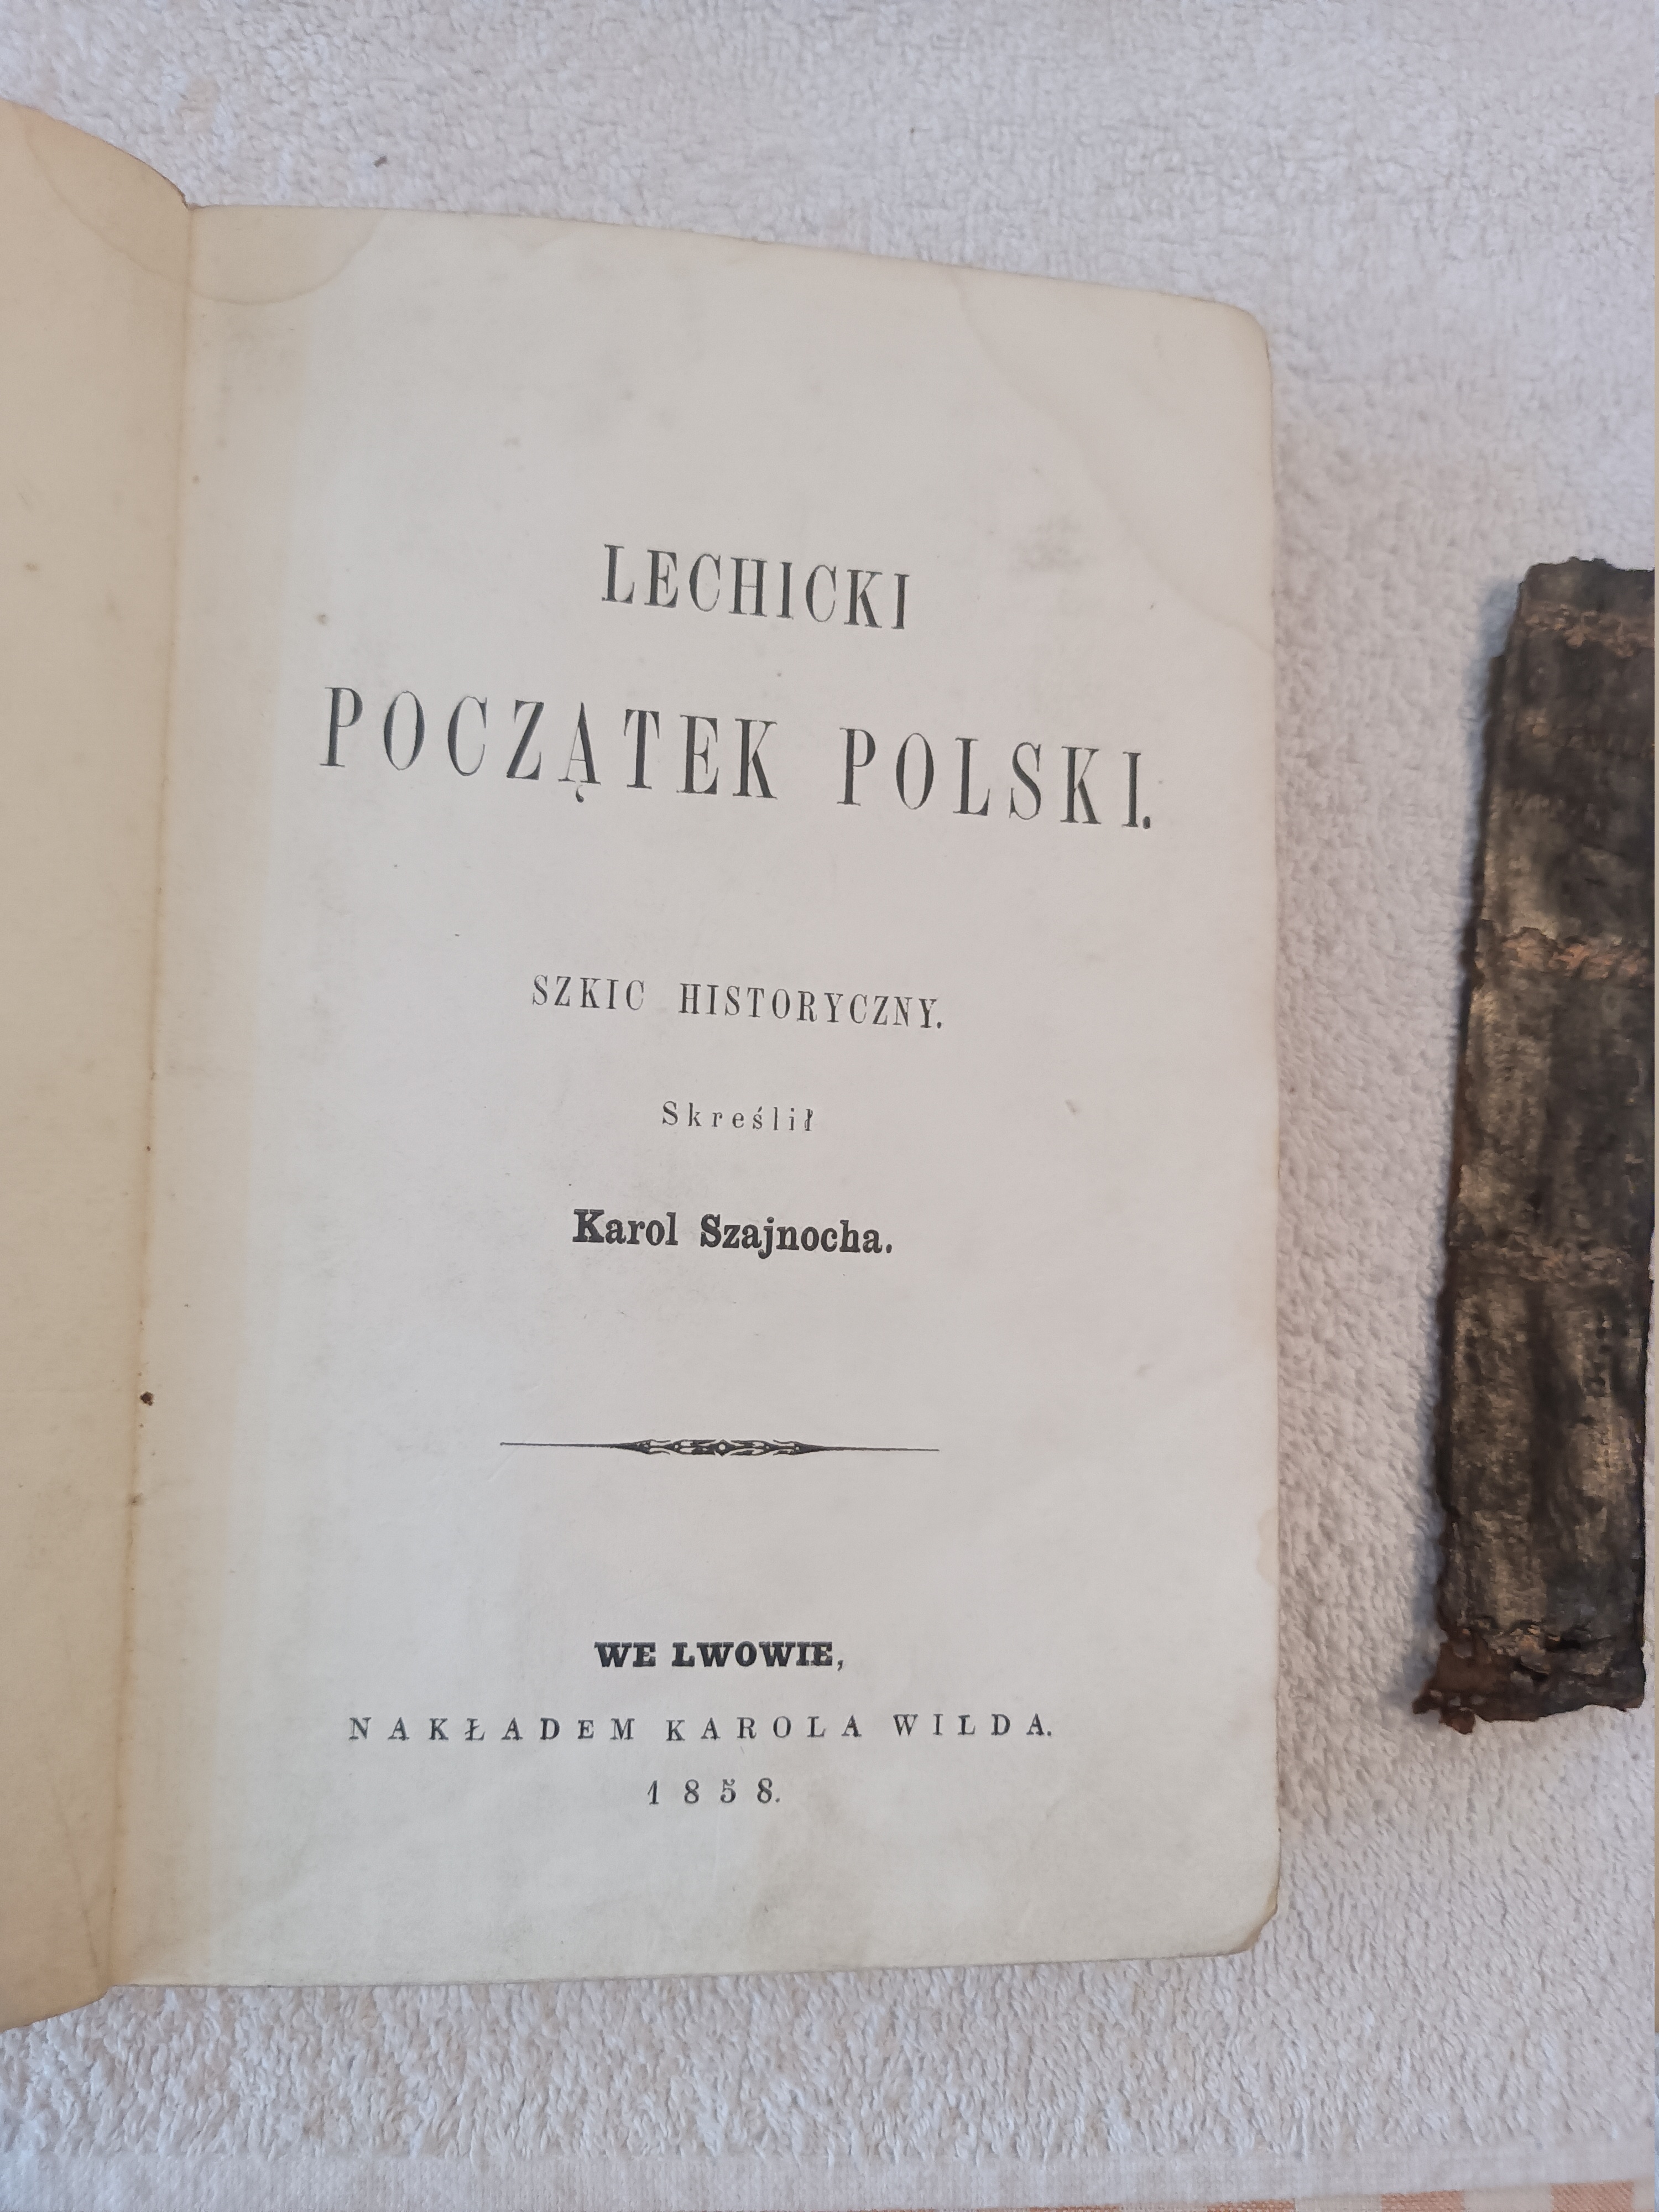 LECHICKI
POCZĄTEK POLSKI.
SZKIC HISTORYCZNY.
Skreślił
Karol Szajnocha.
WE LWOWIE,
NAKŁADEM KAROLA WILDA.
1858.